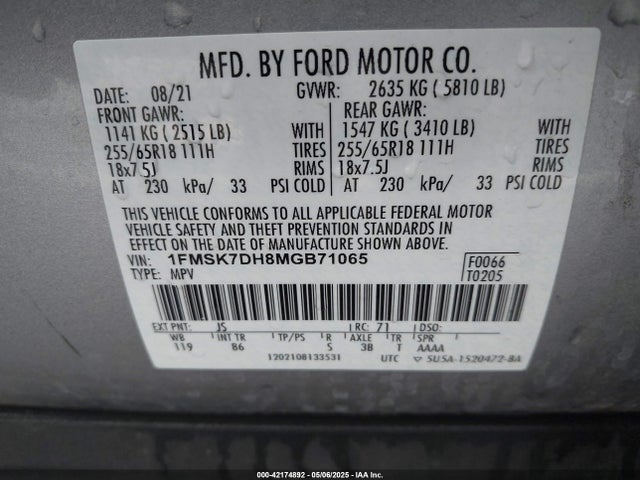 MFD. BY FORD MOTOR CO.
DATE: 08/21 GVWR: 2635 KG ( 5810 LB)
FRONT GAWR: REAR GAWR:
1141 KG ( 2515 LB) WITH 1547 KG ( 3410 LB) WITH
255/65R18 111H TIRES 255/65R18 111H TIRES
18x7.5J RIMS 18x7.5J RIMS
AT 230 kPa/ 33 PSI COLD AT 230 kPa/ 33 PSI COLD
THIS VEHICLE CONFORMS TO ALL APPLICABLE FEDERAL MOTOR
VEHICLE SAFETY AND THEFT PREVENTION STANDARDS IN
EFFECT ON THE DATE OF MANUFACTURE SHOWN ABOVE.
VIN: 1FMSK7DH8MGB71065 F0066
TYPE: MPV T0205
EXT PNT: JS RC: 71 DSO:
WB INT TR TP/PS R AXLE TR SPR
119 B6 S 3B T AAAA
1202108133531 UTC ▽ 5U5A-1520472-BA
000-42174892 - 05/06/2025 - IAA Inc.